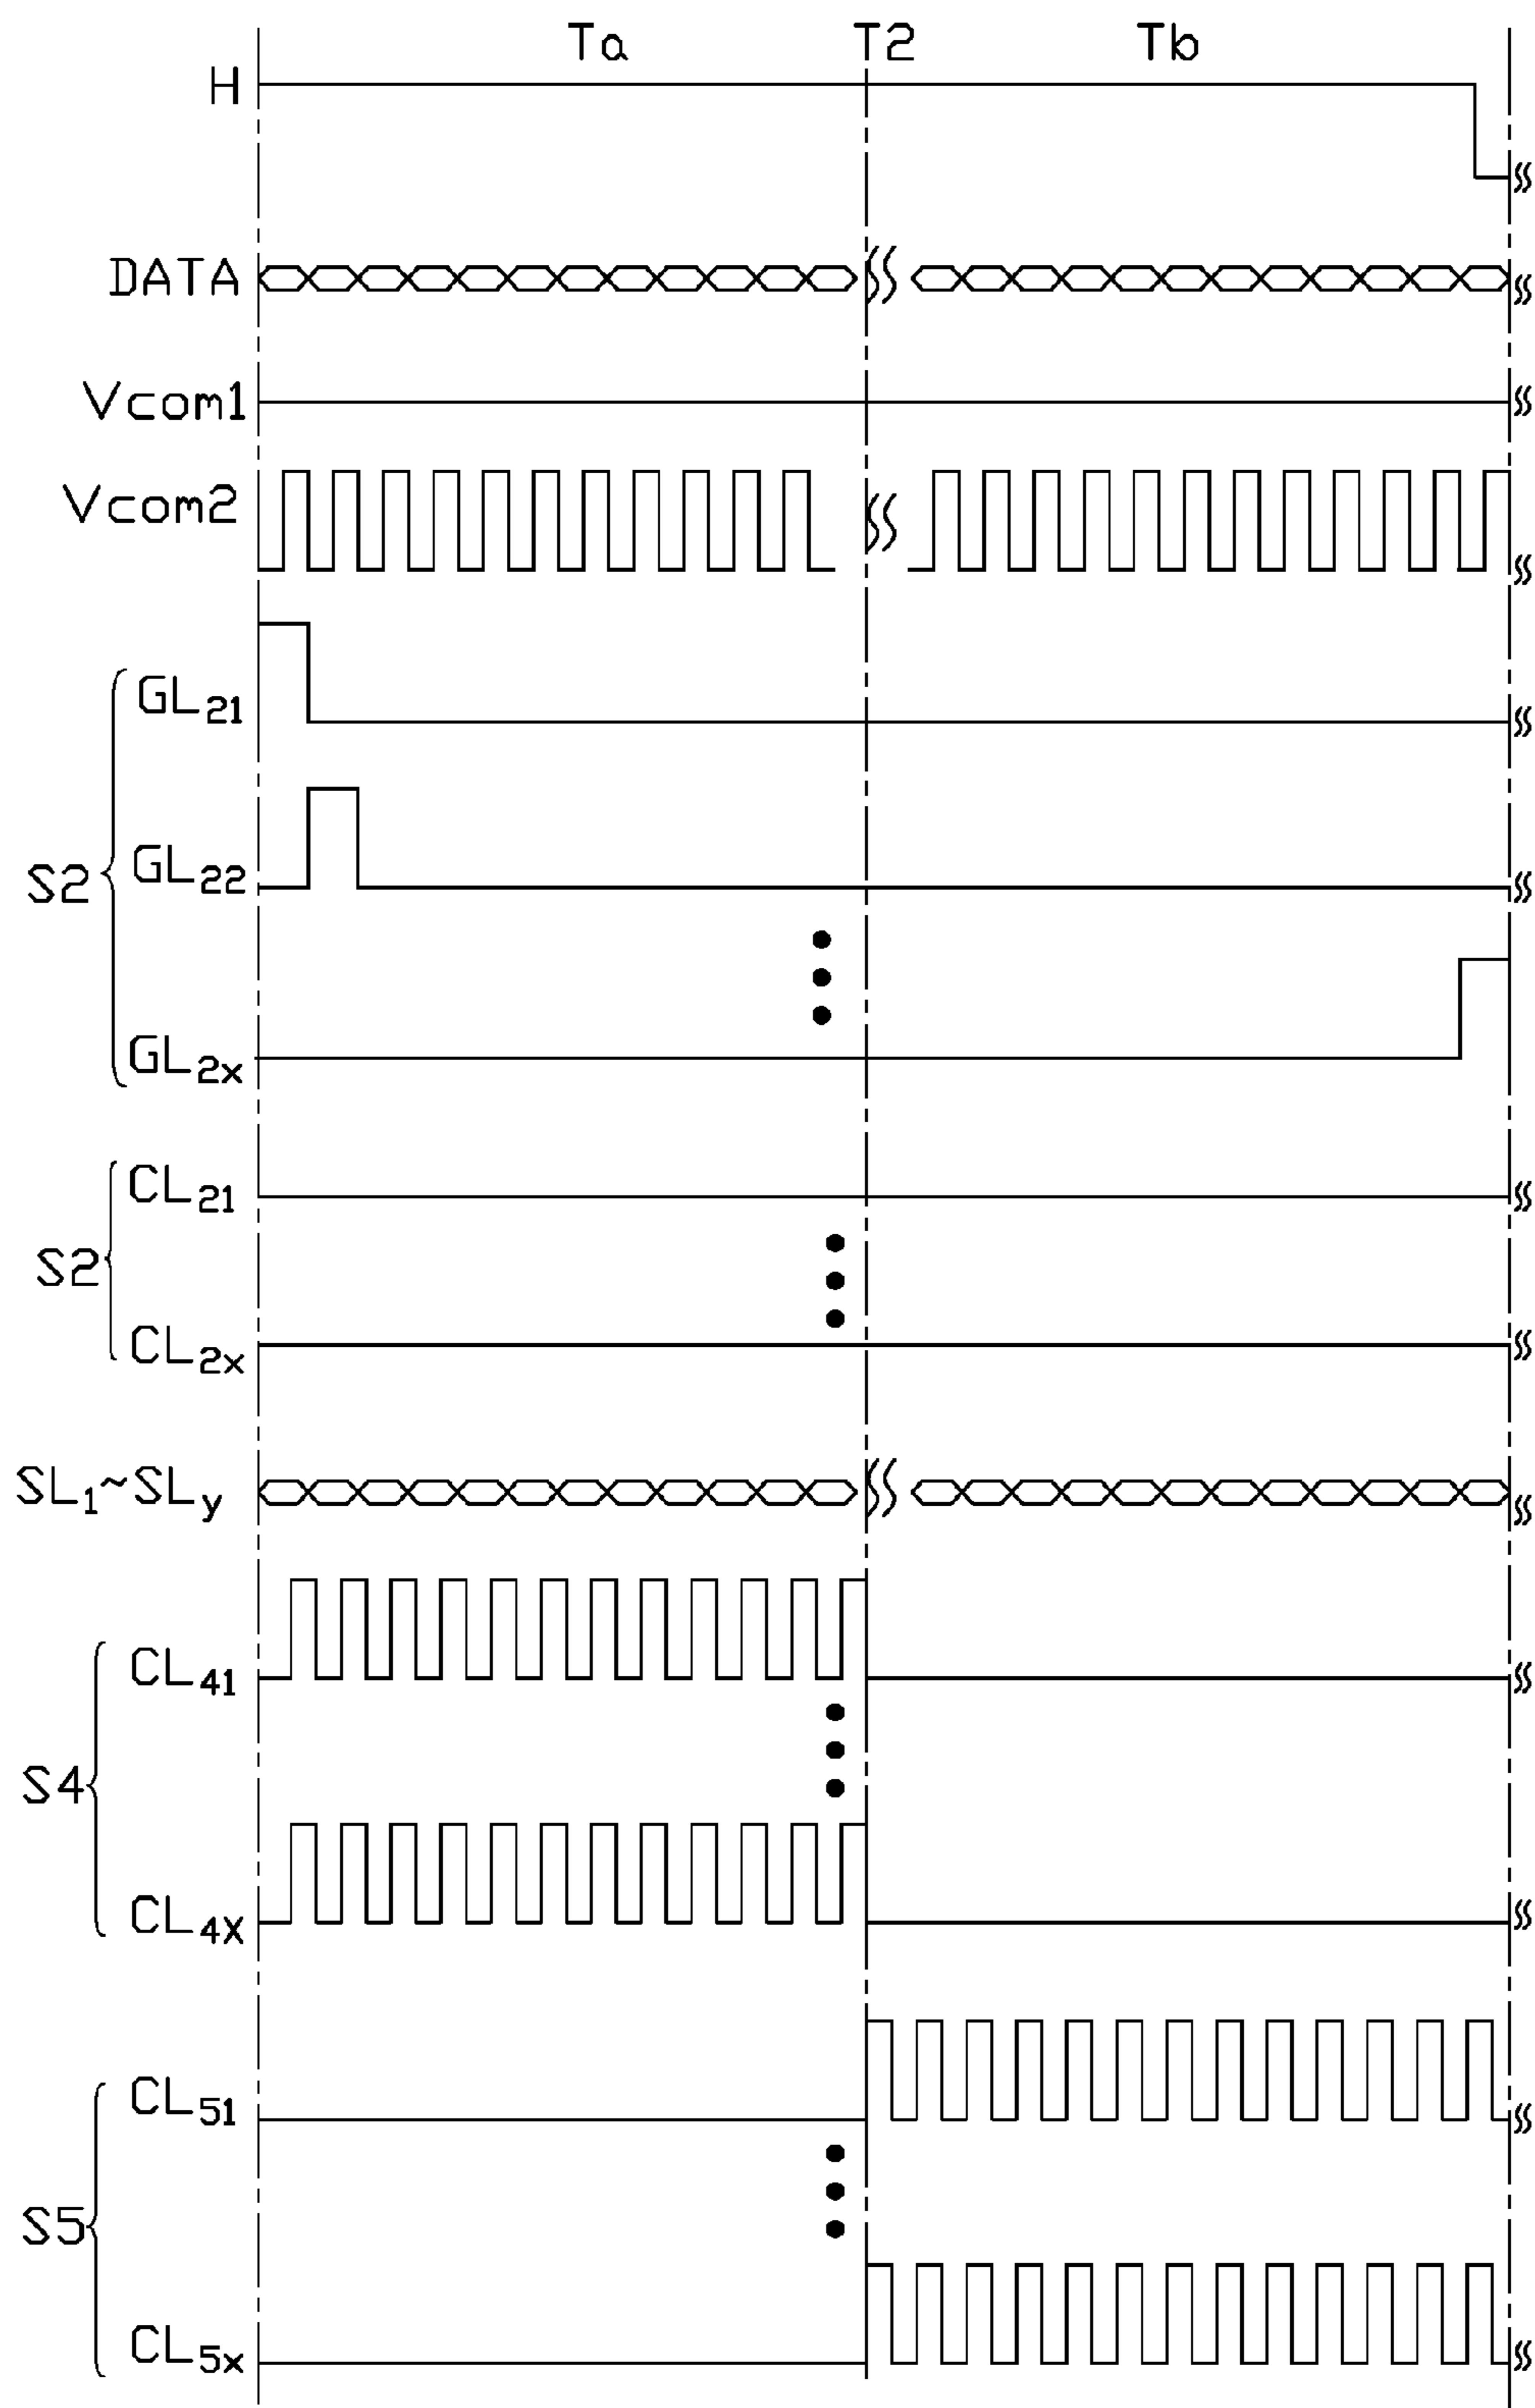 Ta T2 Tb
H
DATA
Vcom1
Vcom2
GL21
S2 GL22
GL2x
CL21
S2
CL2x
SL1~SLy
CL41
S4
CL4X
CL51
S5
CL5x